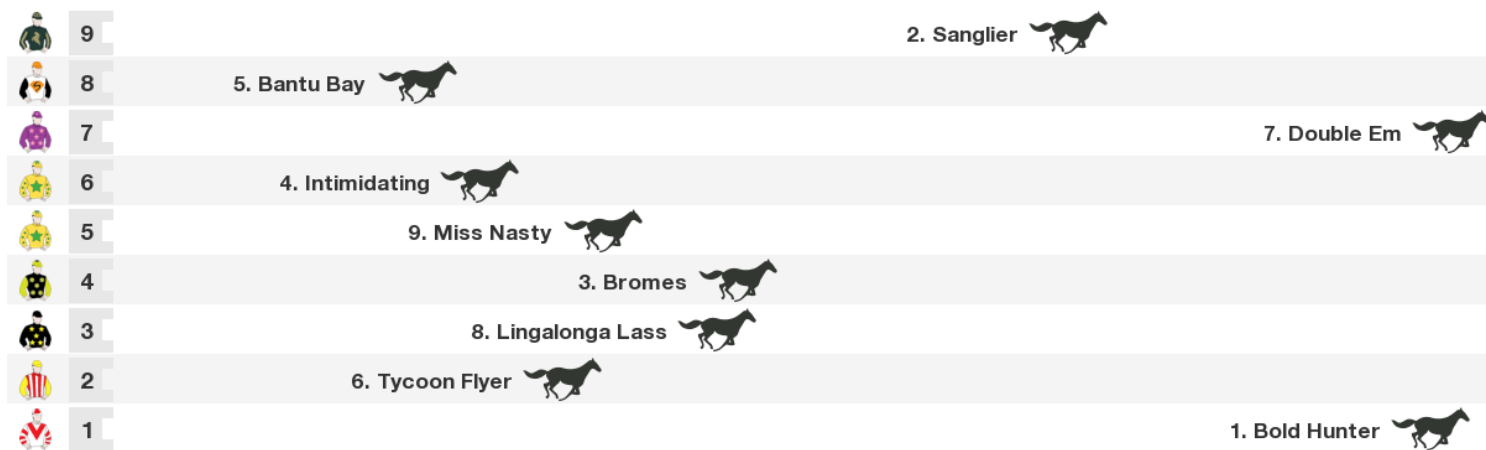 9 2. Sanglier
8 5. Bantu Bay
7 7. Double Em
6 4. Intimidating
5 9. Miss Nasty
4 3. Bromes
3 8. Lingalonga Lass
2 6. Tycoon Flyer
1 1. Bold Hunter